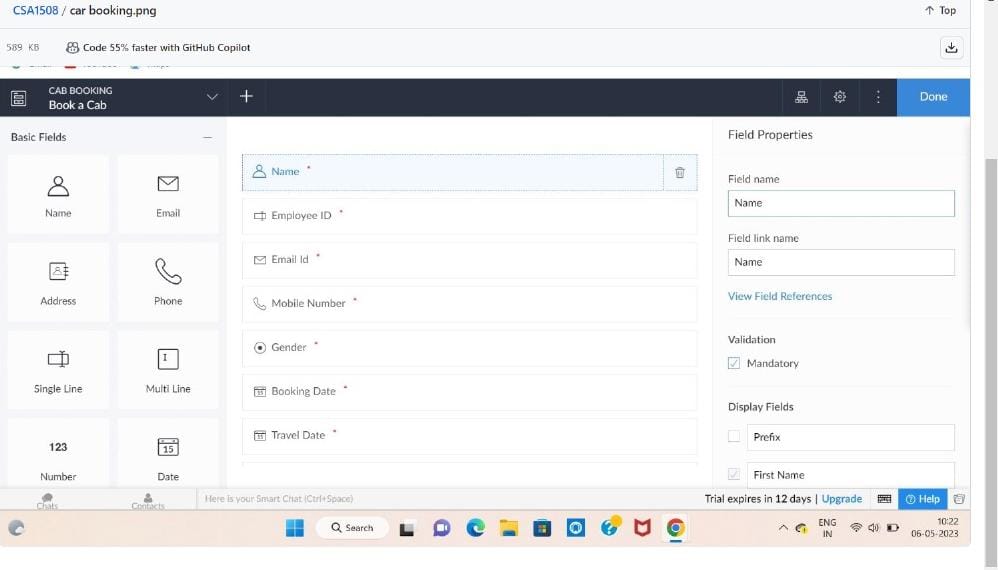 CSA1508 / car booking.png
Top
589 KB
Code 55% faster with GitHub Copilot
CAB BOOKING
Book a Cab
Done
Basic Fields
Name
Email
Address
Phone
Single Line
Multi Line
123
Number
15
Date
Name *
Employee ID *
Email Id *
Mobile Number *
Gender *
Booking Date *
Travel Date *
Field Properties
Field name
Name
Field link name
Name
View Field References
Validation
Mandatory
Display Fields
Prefix
First Name
Chats
Contacts
Here is your Smart Chat (Ctrl+Space)
Trial expires in 12 days | Upgrade
Help
Search
ENG
IN
10:22
06-05-2023